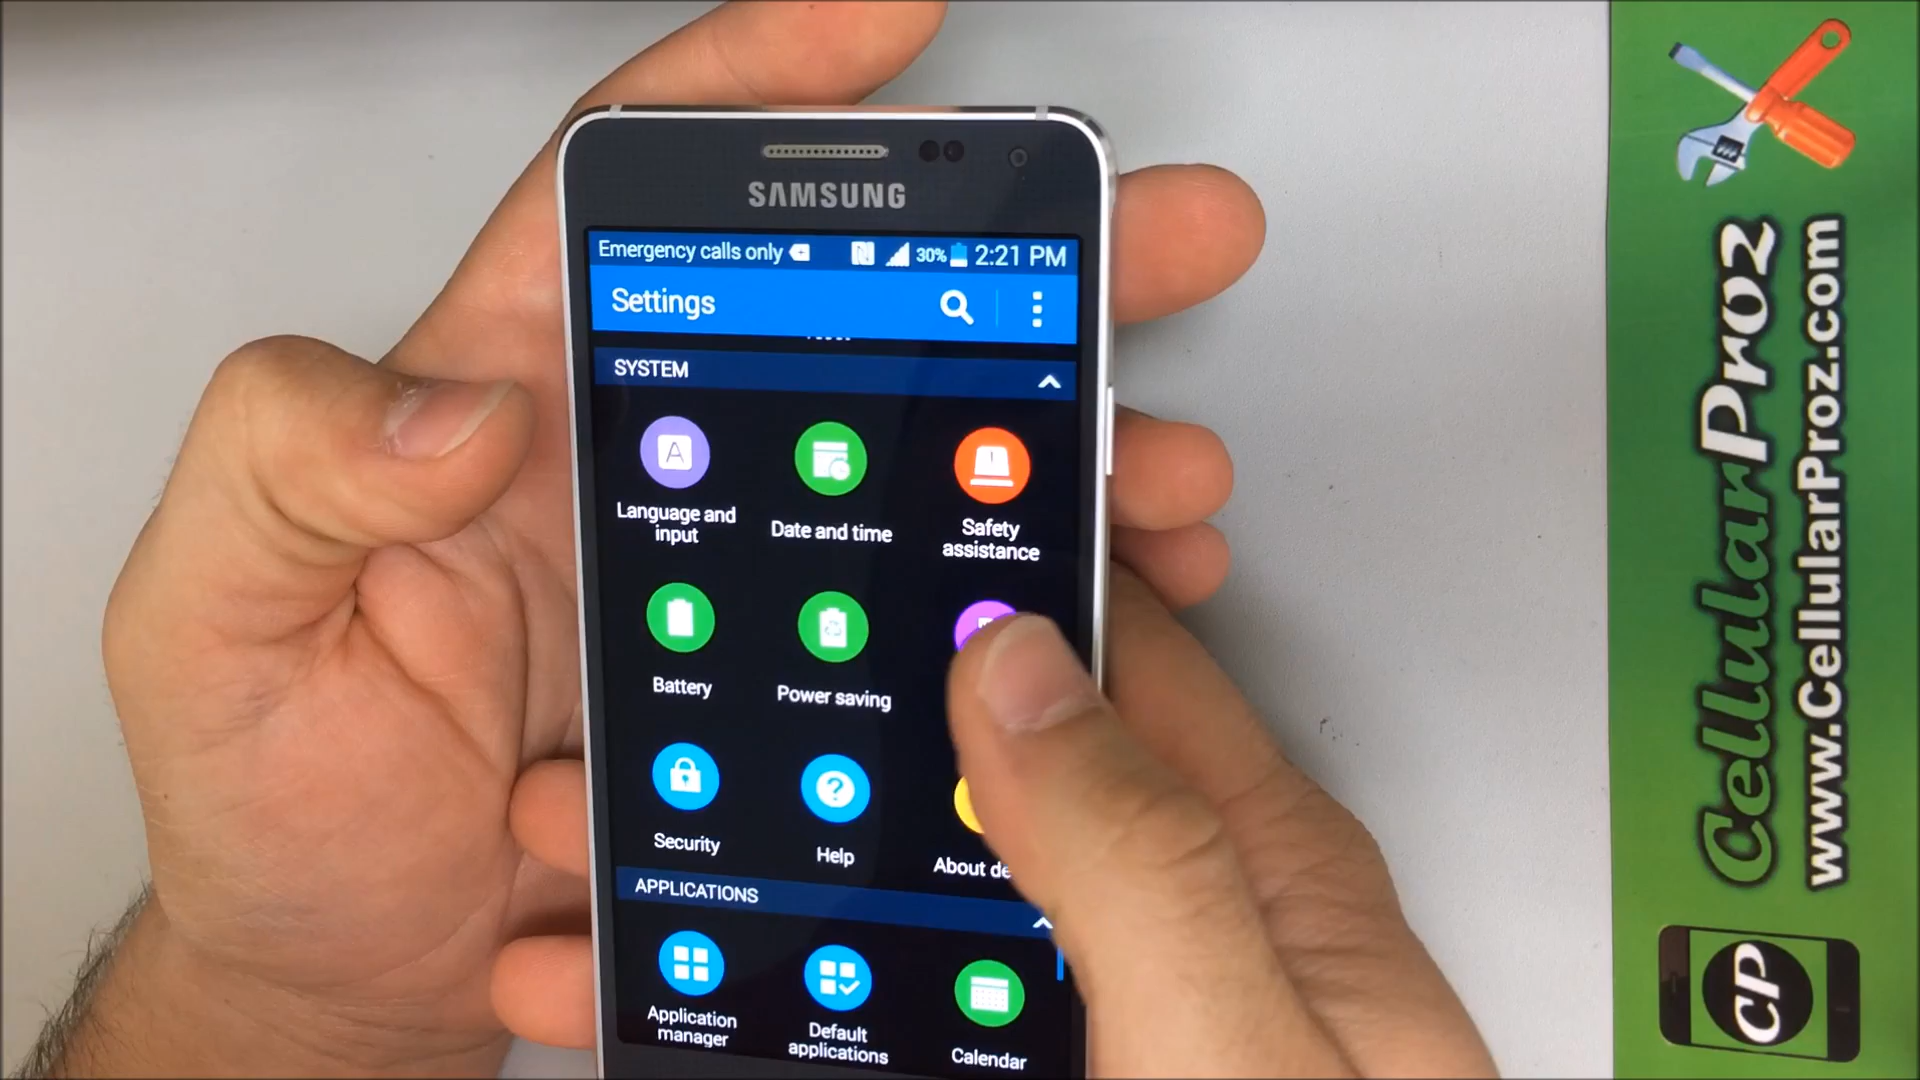 SAMSUNG
Emergency calls only 30% 2:21 PM
Settings
SYSTEM
A
Language and
input
Date and time
Safety
assistance
Battery
Power saving
Security
Help
About de
APPLICATIONS
Application
manager
Default
applications
Calendar
CellularProz
www.CellularProz.com
CP